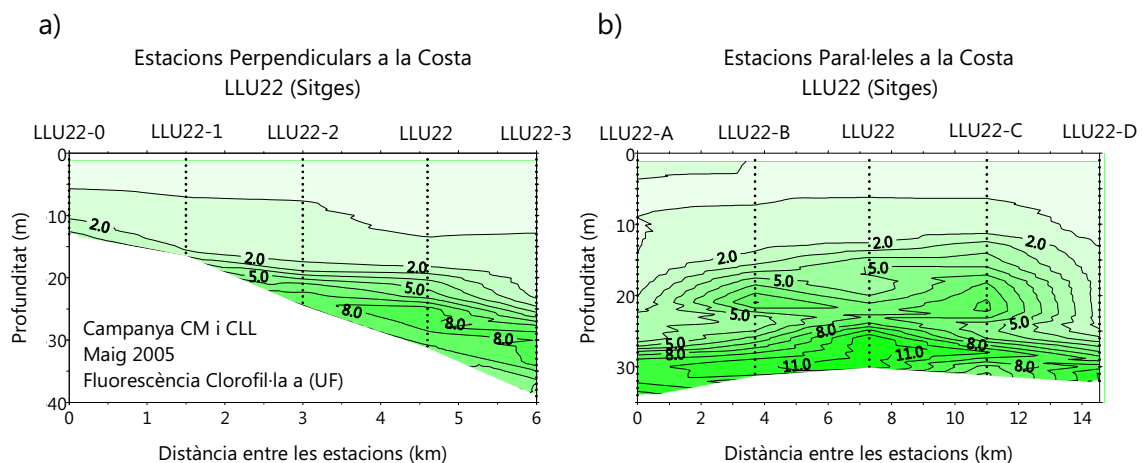 a)
Estacions Perpendiculars a la Costa
LLU22 (Sitges)
LLU22-0 LLU22-1 LLU22-2 LLU22 LLU22-3
0
-10
-20
-30
-40
Profunditat (m)
2.0
2.0
2.0
5.0
5.0
8.0
8.0
8.0
Campanya CM i CLL
Maig 2005
Fluorescència Clorofil·la a (UF)
0 1 2 3 4 5 6
Distància entre les estacions (km)
b)
Estacions Paral·leles a la Costa
LLU22 (Sitges)
LLU22-A LLU22-B LLU22 LLU22-C LLU22-D
0
10
20
30
Profunditat (m)
2.0 2.0 2.0
5.0 5.0
5.0 5.0
5.0 8.0 8.0
8.0 11.0 11.0 8.0
0 2 4 6 8 10 12 14
Distància entre les estacions (km)